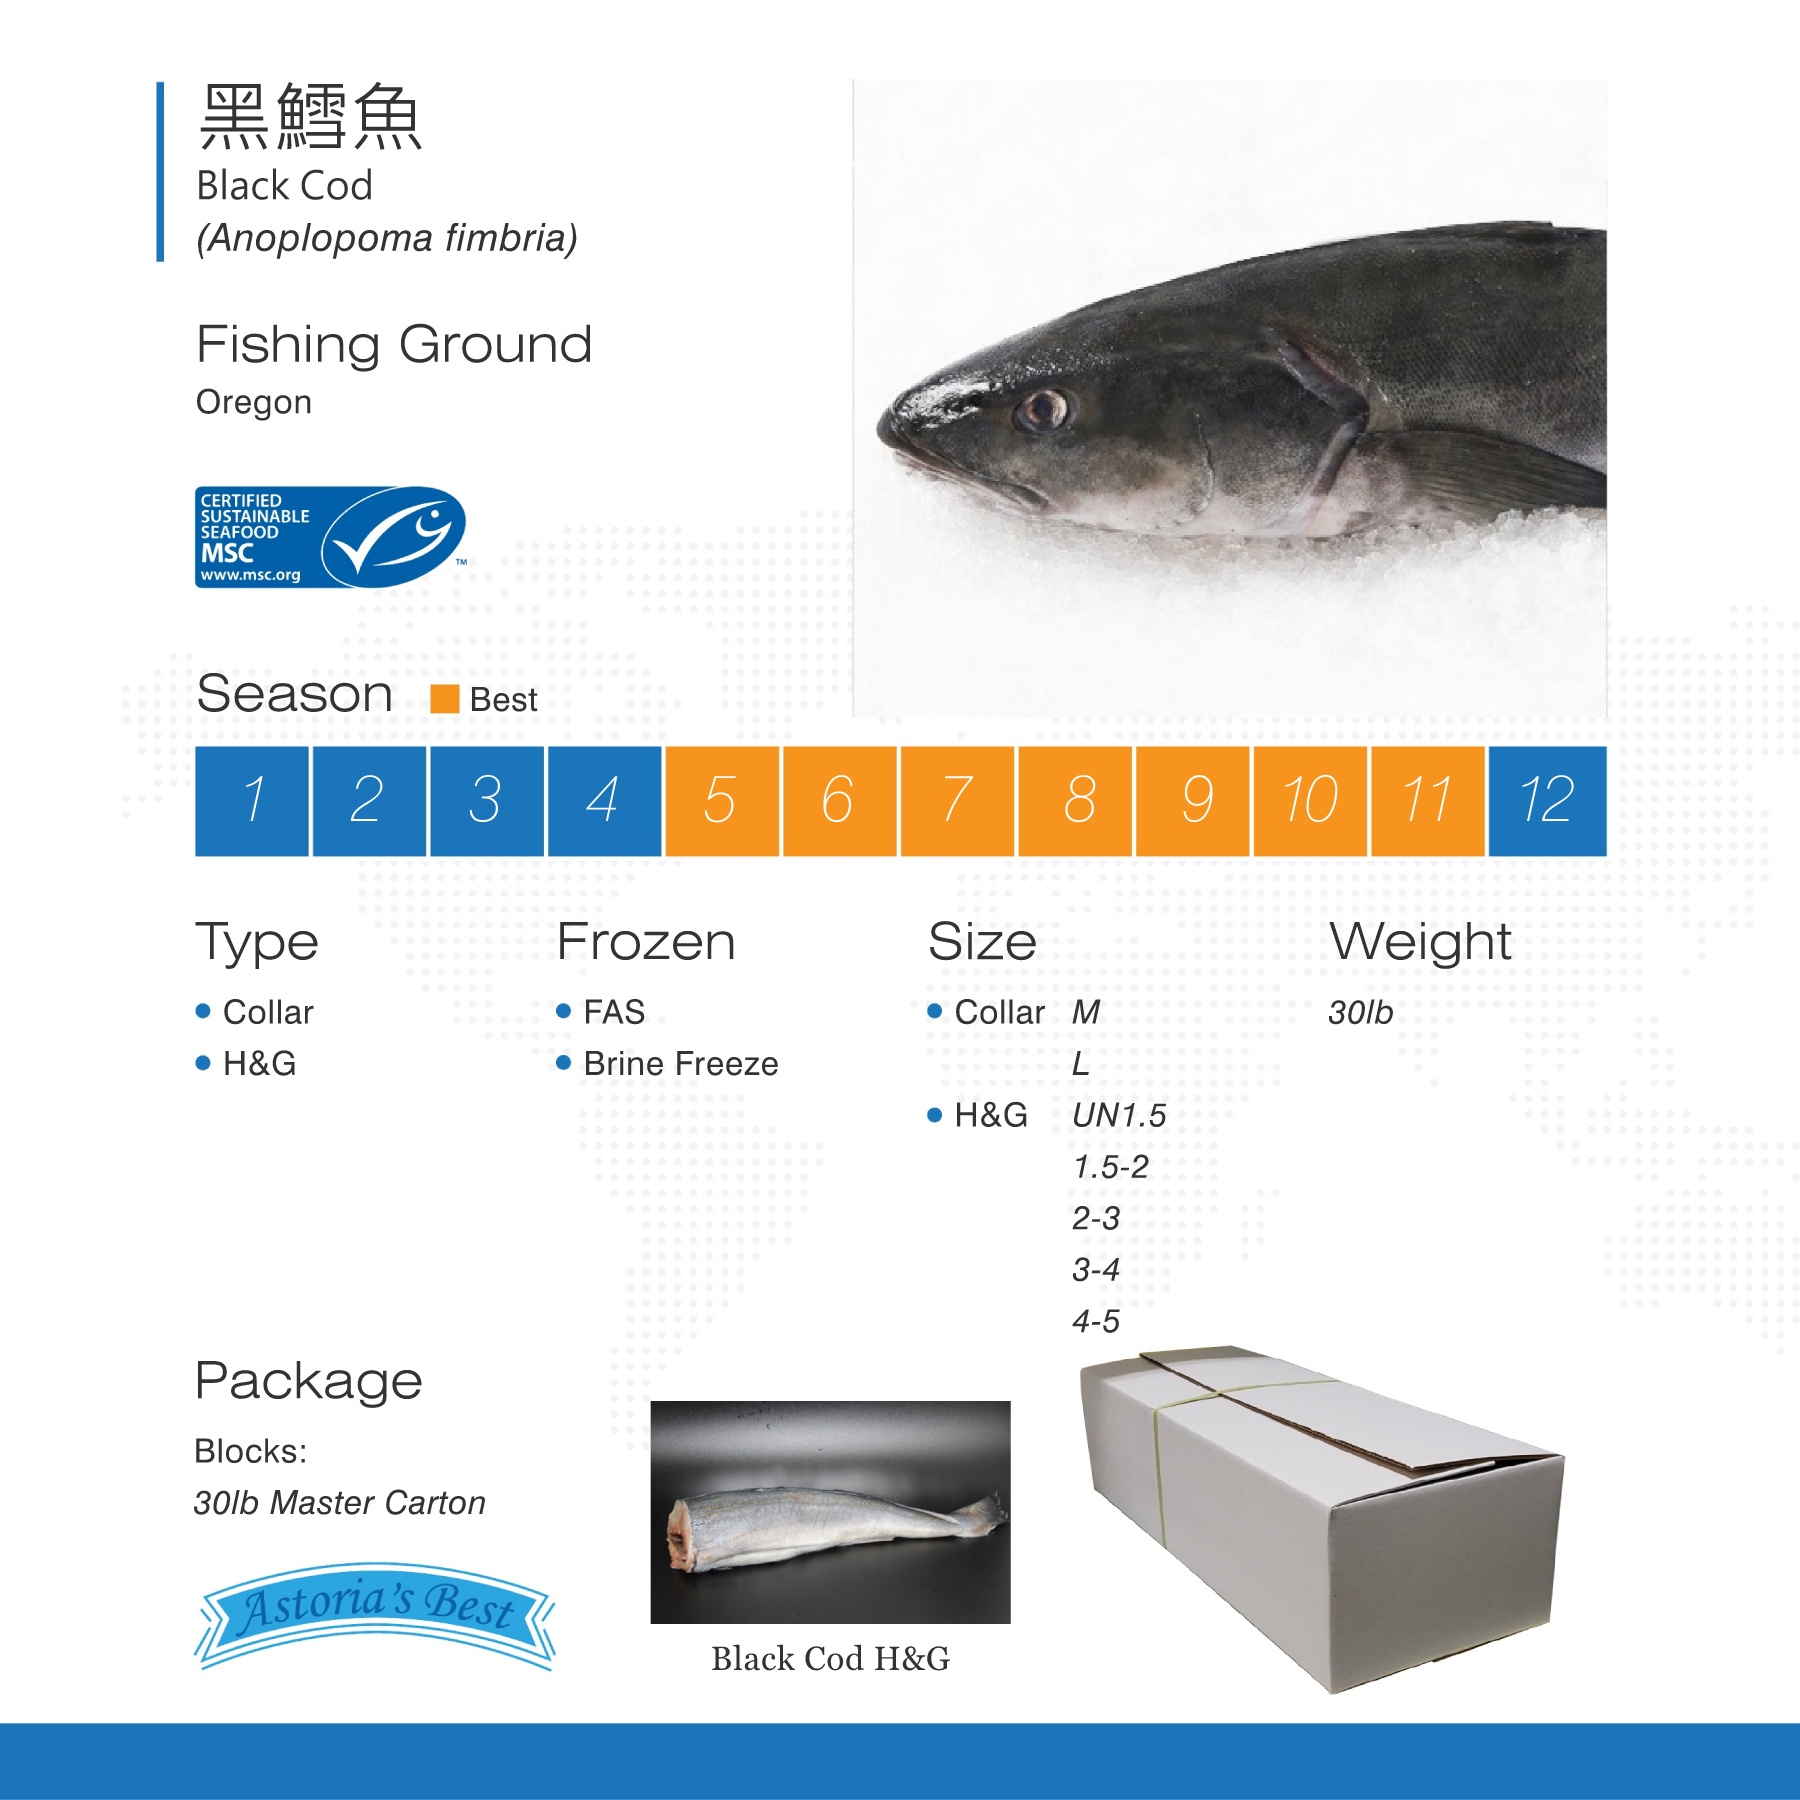 黑鱈魚
Black Cod
(Anoplopoma fimbria)
Fishing Ground
Oregon
CERTIFIED
SUSTAINABLE
SEAFOOD
MSC
www.msc.org
TM
Season
Best
1 2 3 4 5 6 7 8 9 10 11 12
Type
Collar
H&G
Frozen
FAS
Brine Freeze
Size
Collar M
L
H&G UN1.5
1.5-2
2-3
3-4
4-5
Weight
30lb
Package
Blocks:
30lb Master Carton
Astoria's Best
Black Cod H&G